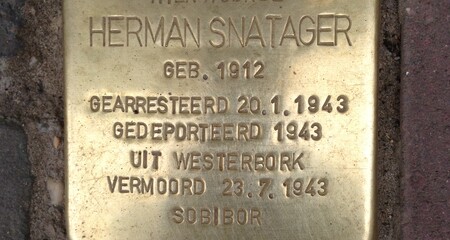 HERMAN SNATAGER
GEB. 1912
GEARRESTEERD 20.1.1943
GEDEPORTEERD 1943
UIT WESTERBORK
VERMOORD 23.7.1943
SOBIBOR